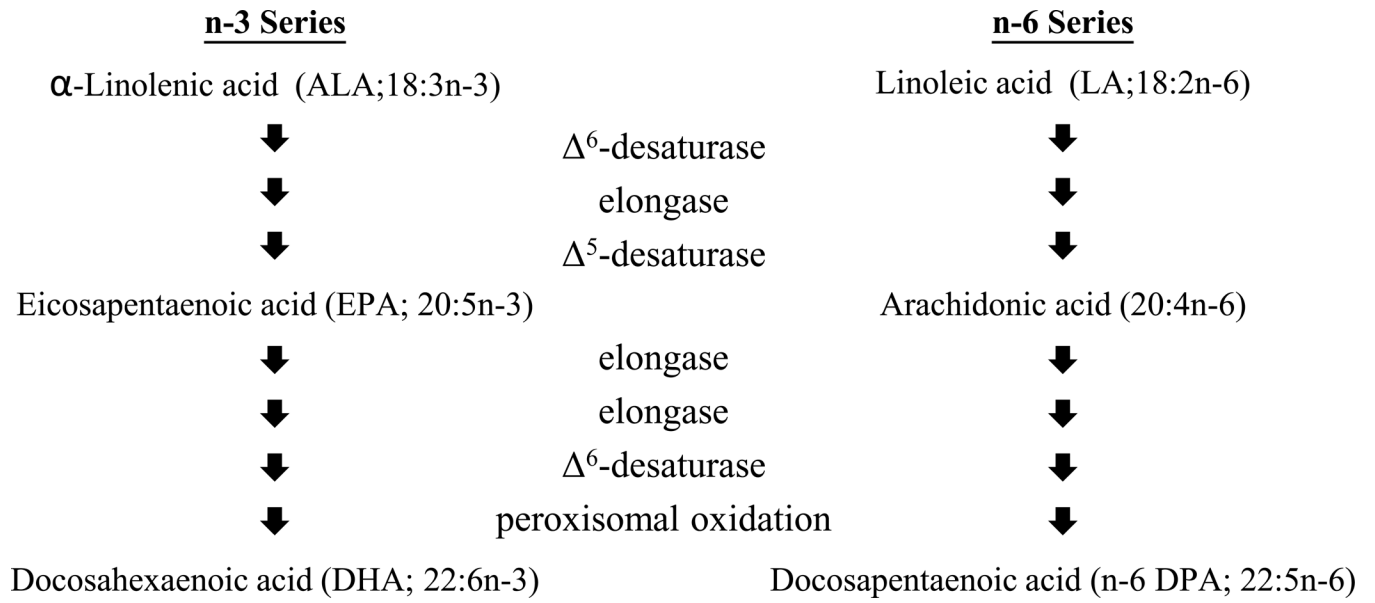 n-3 Series n-6 Series
α-Linolenic acid (ALA;18:3n-3) Linoleic acid (LA;18:2n-6)
Δ⁶-desaturase
elongase
Δ⁵-desaturase
Eicosapentaenoic acid (EPA; 20:5n-3) Arachidonic acid (20:4n-6)
elongase
elongase
Δ⁶-desaturase
peroxisomal oxidation
Docosahexaenoic acid (DHA; 22:6n-3) Docosapentaenoic acid (n-6 DPA; 22:5n-6)